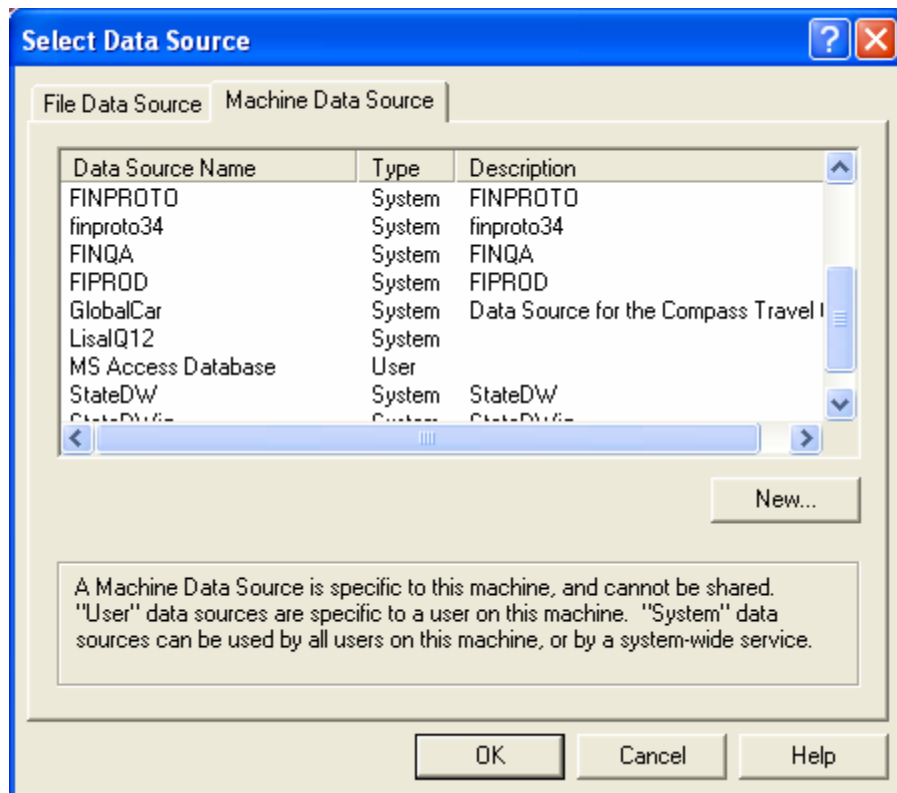 Select Data Source
File Data Source Machine Data Source
Data Source Name Type Description
FINPROTO System FINPROTO
finproto34 System finproto34
FINQA System FINQA
FIPROD System FIPROD
GlobalCar System Data Source for the Compass Travel
LisaIQ12 System
MS Access Database User
StateDW System StateDW
New...
A Machine Data Source is specific to this machine, and cannot be shared.
"User" data sources are specific to a user on this machine. "System" data
sources can be used by all users on this machine, or by a system-wide service.
OK Cancel Help